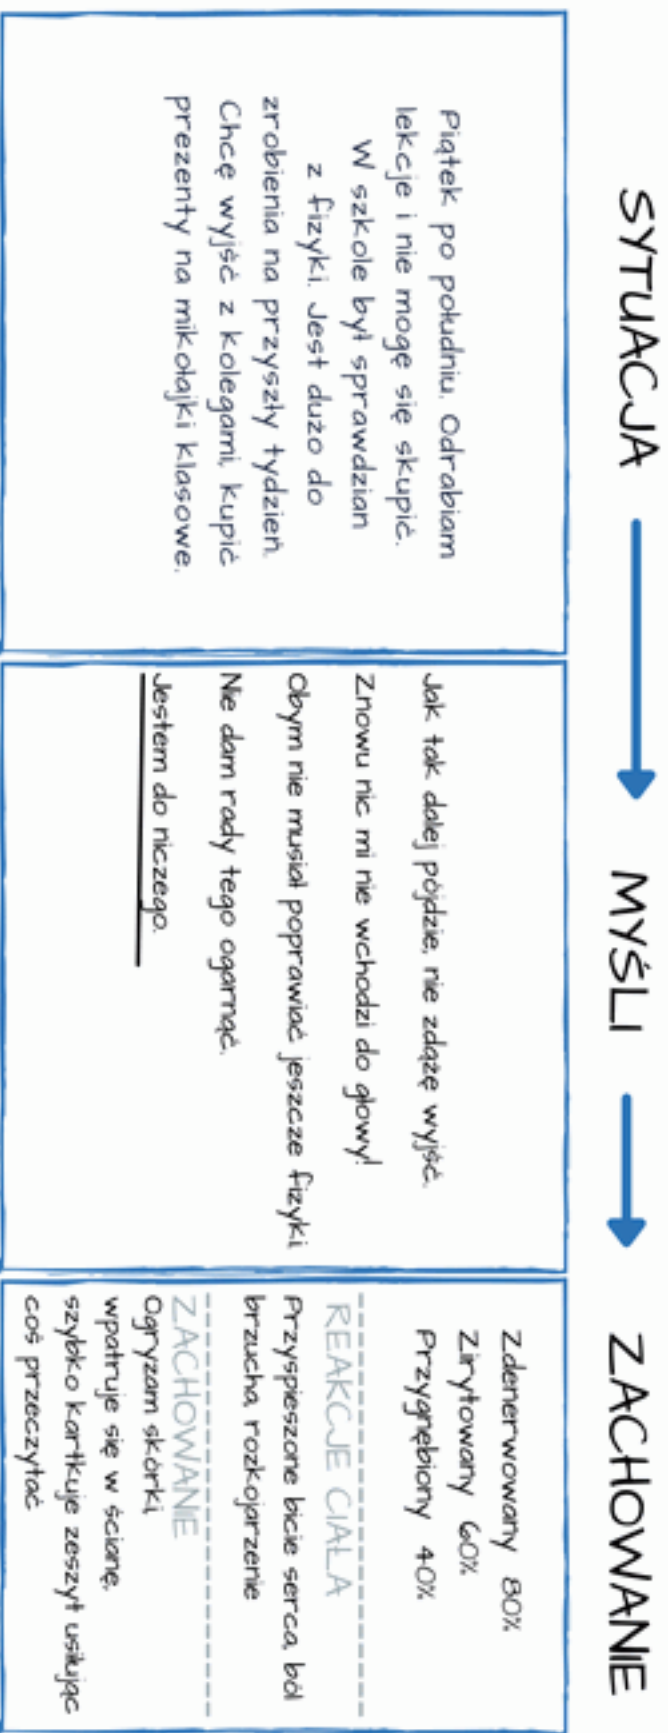 SYTUACJA
MYŚLI
ZACHOWANIE
Piątek po południu. Odrabiam
lekcje i nie mogę się skupić.
W szkole był sprawdzian
z fizyki. Jest dużo do
zrobienia na przyszły tydzień.
Chcę wyjść z kolegami, kupić
prezenty na mikołajki klasowe.
Jak tak dalej pójdzie, nie zdążę wyjść.
Znowu nic mi nie wchodzi do głowy!
Obym nie musiał poprawiać jeszcze fizyki
Nie dam rady tego ogarnąć.
Jestem do niczego.
Zdenerwowany 80%
Zirytowany 60%
Przygnębiony 40%
REAKCJE CIAŁA
Przyspieszone bicie serca, ból
brzucha, rozkojarzenie
ZACHOWANIE
Ogryzam skórki,
wpatruje się w ścianę,
szybko kartkuje zeszyt usiłując
coś przeczytać